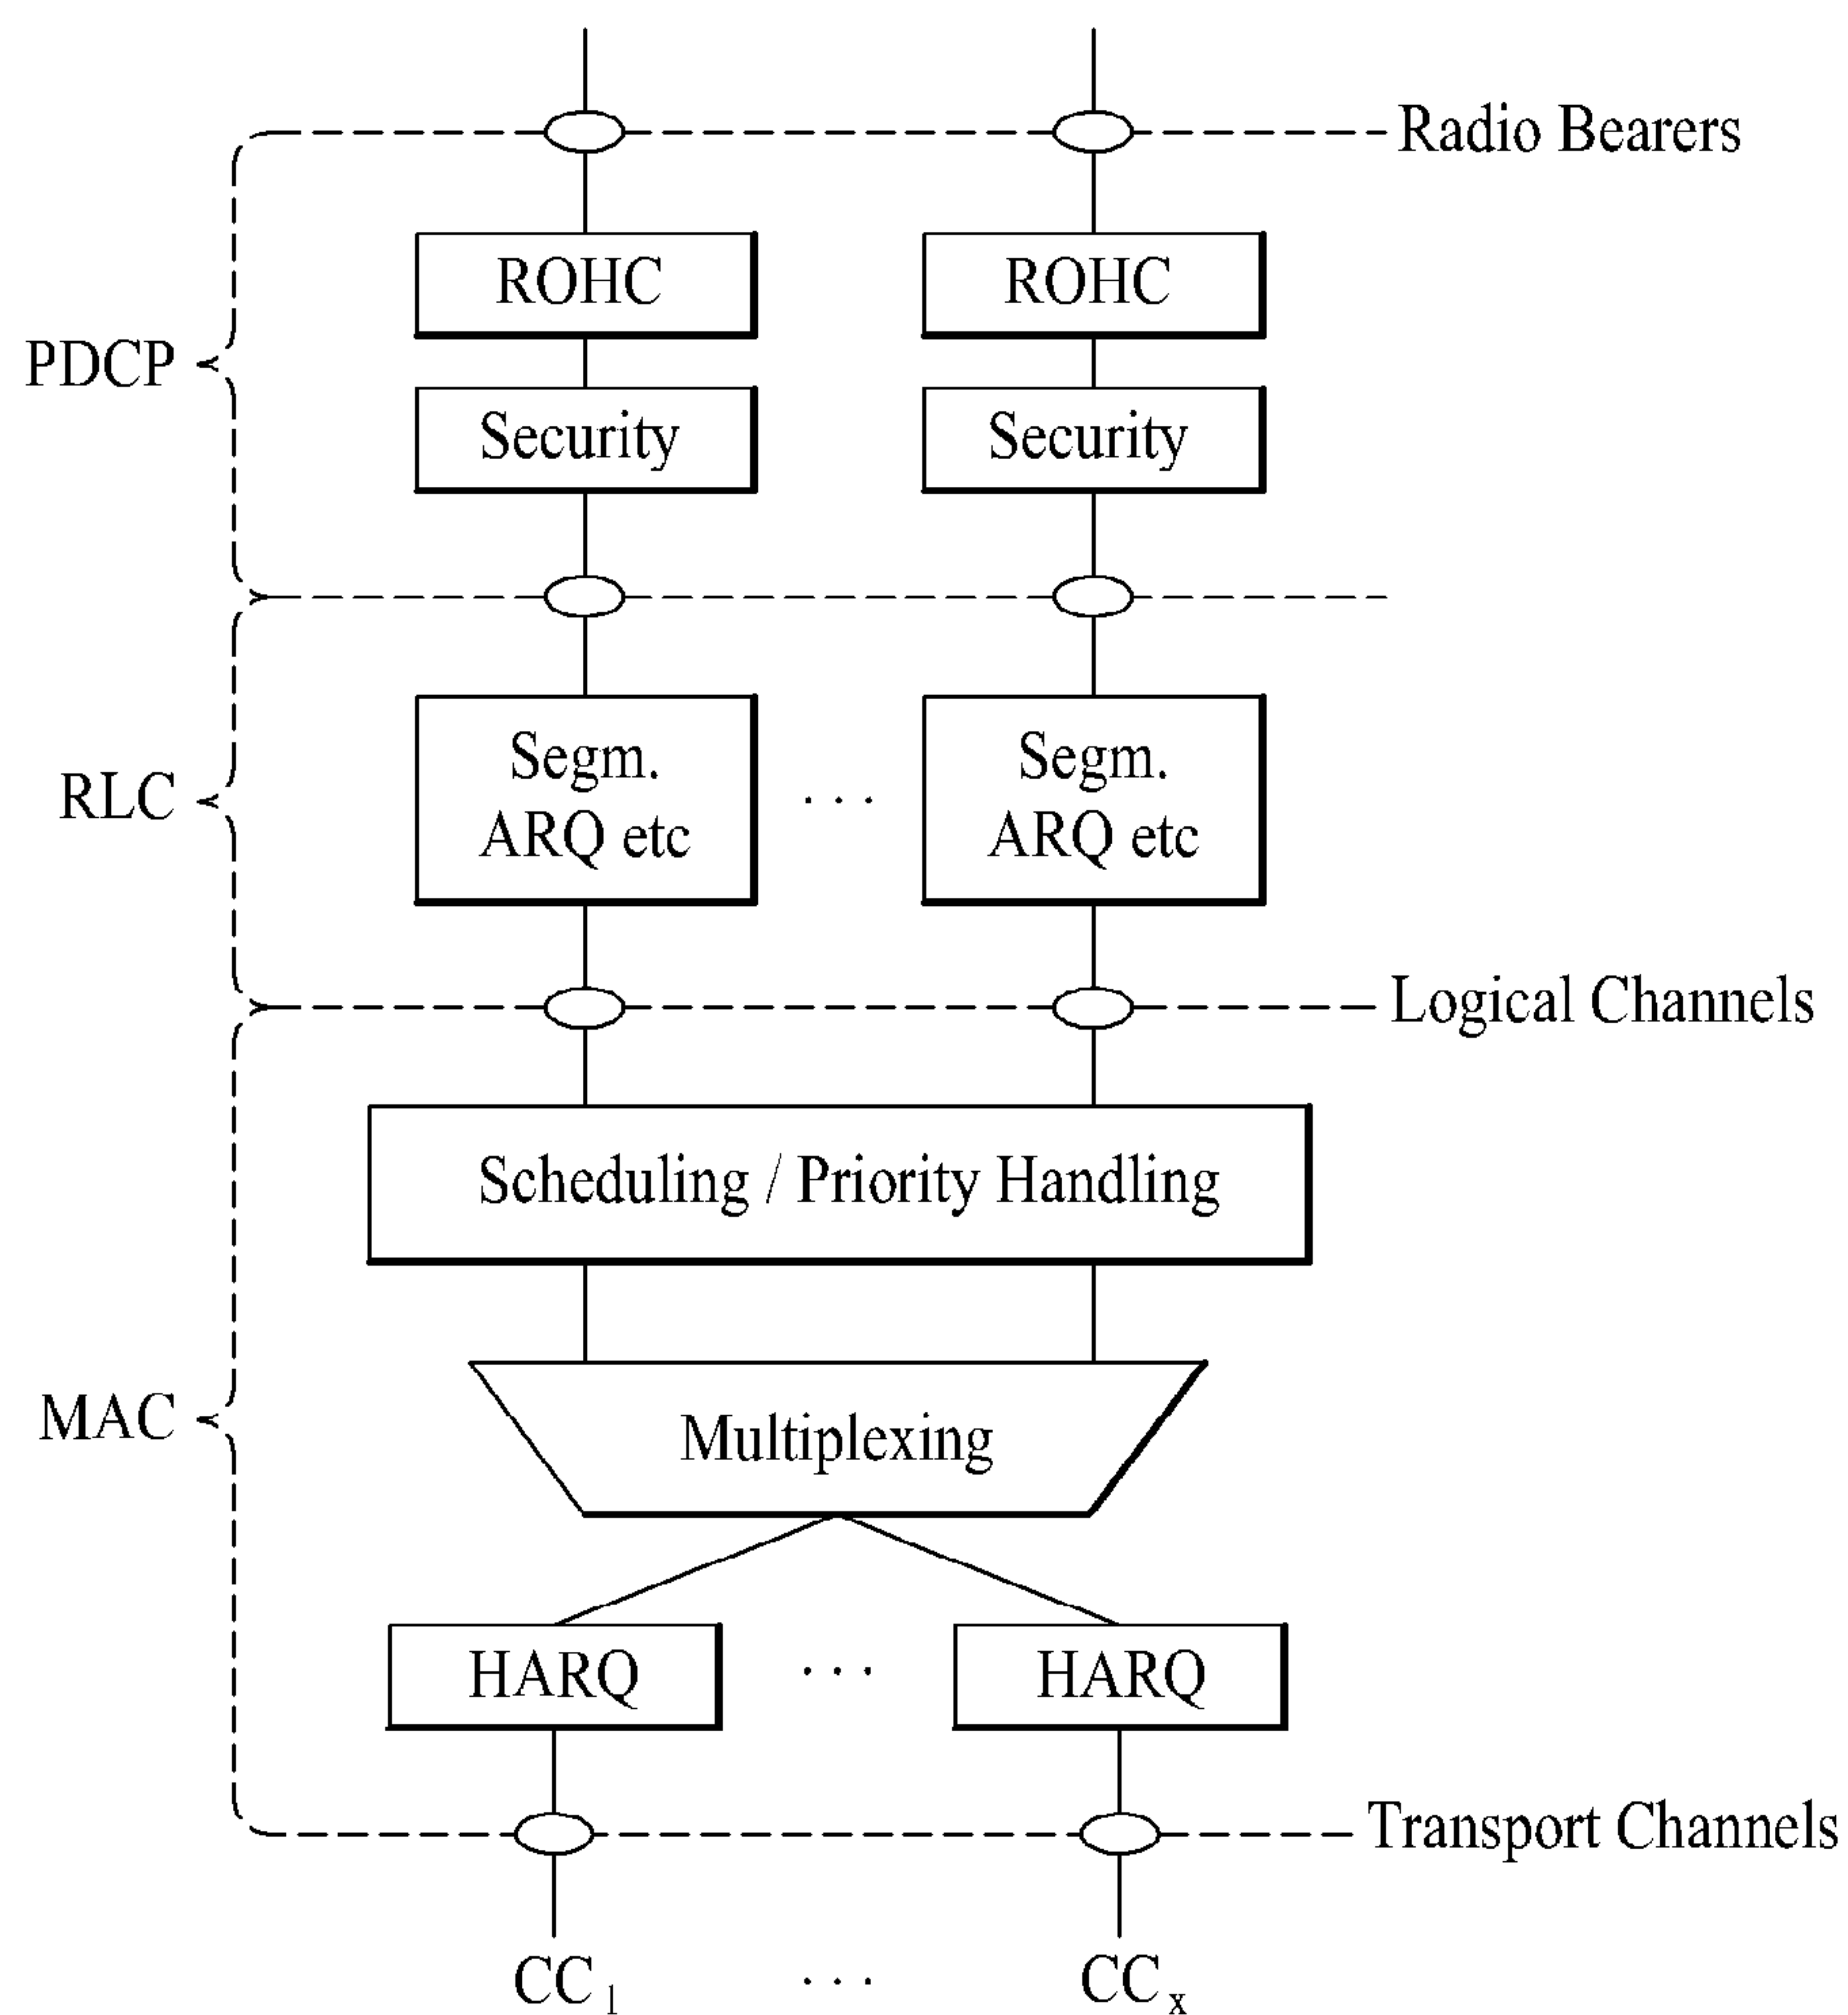 Radio Bearers
ROHC
ROHC
PDCP
Security
Security
Segm.
ARQ etc
. . .
Segm.
ARQ etc
RLC
Logical Channels
Scheduling / Priority Handling
MAC
Multiplexing
HARQ
. . .
HARQ
Transport Channels
CC1
. . .
CCx